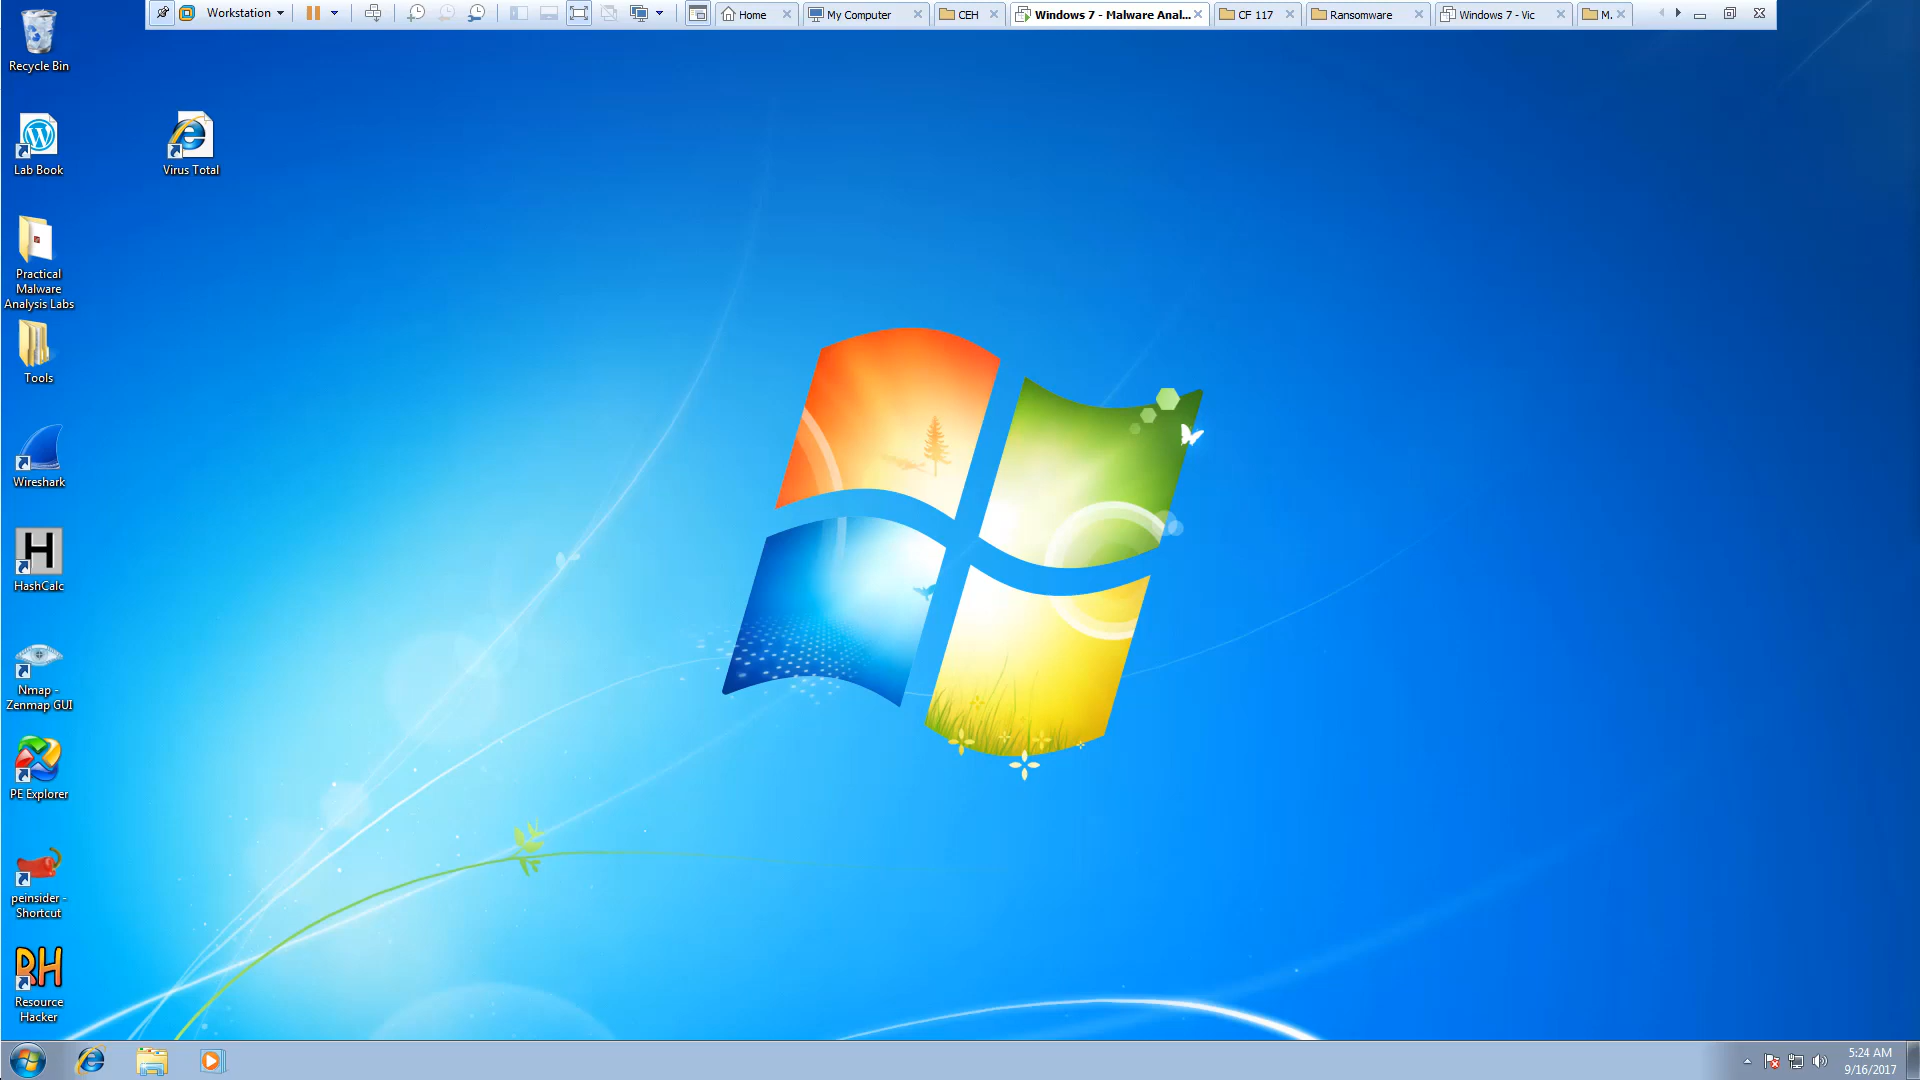 Workstation
Home
My Computer
CEH
Windows 7 - Malware Anal...
CF 117
Ransomware
Windows 7 - Vic
M.
Recycle Bin
Lab Book
Virus Total
Practical
Malware
Analysis Labs
Tools
Wireshark
H
HashCalc
Nmap -
Zenmap GUI
PE Explorer
peinsider -
Shortcut
RH
Resource
Hacker
5:24 AM
9/16/2017